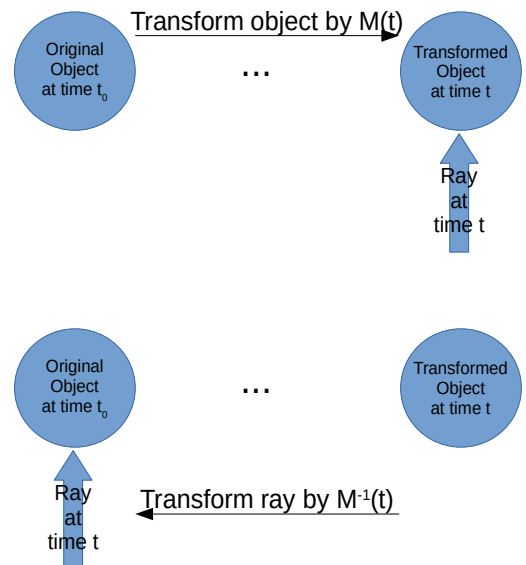 Transform object by M(t)
Original
Object
at time t₀
...
Transformed
Object
at time t
Ray
at
time t
Original
Object
at time t₀
...
Transformed
Object
at time t
Ray
at
time t
Transform ray by M⁻¹(t)